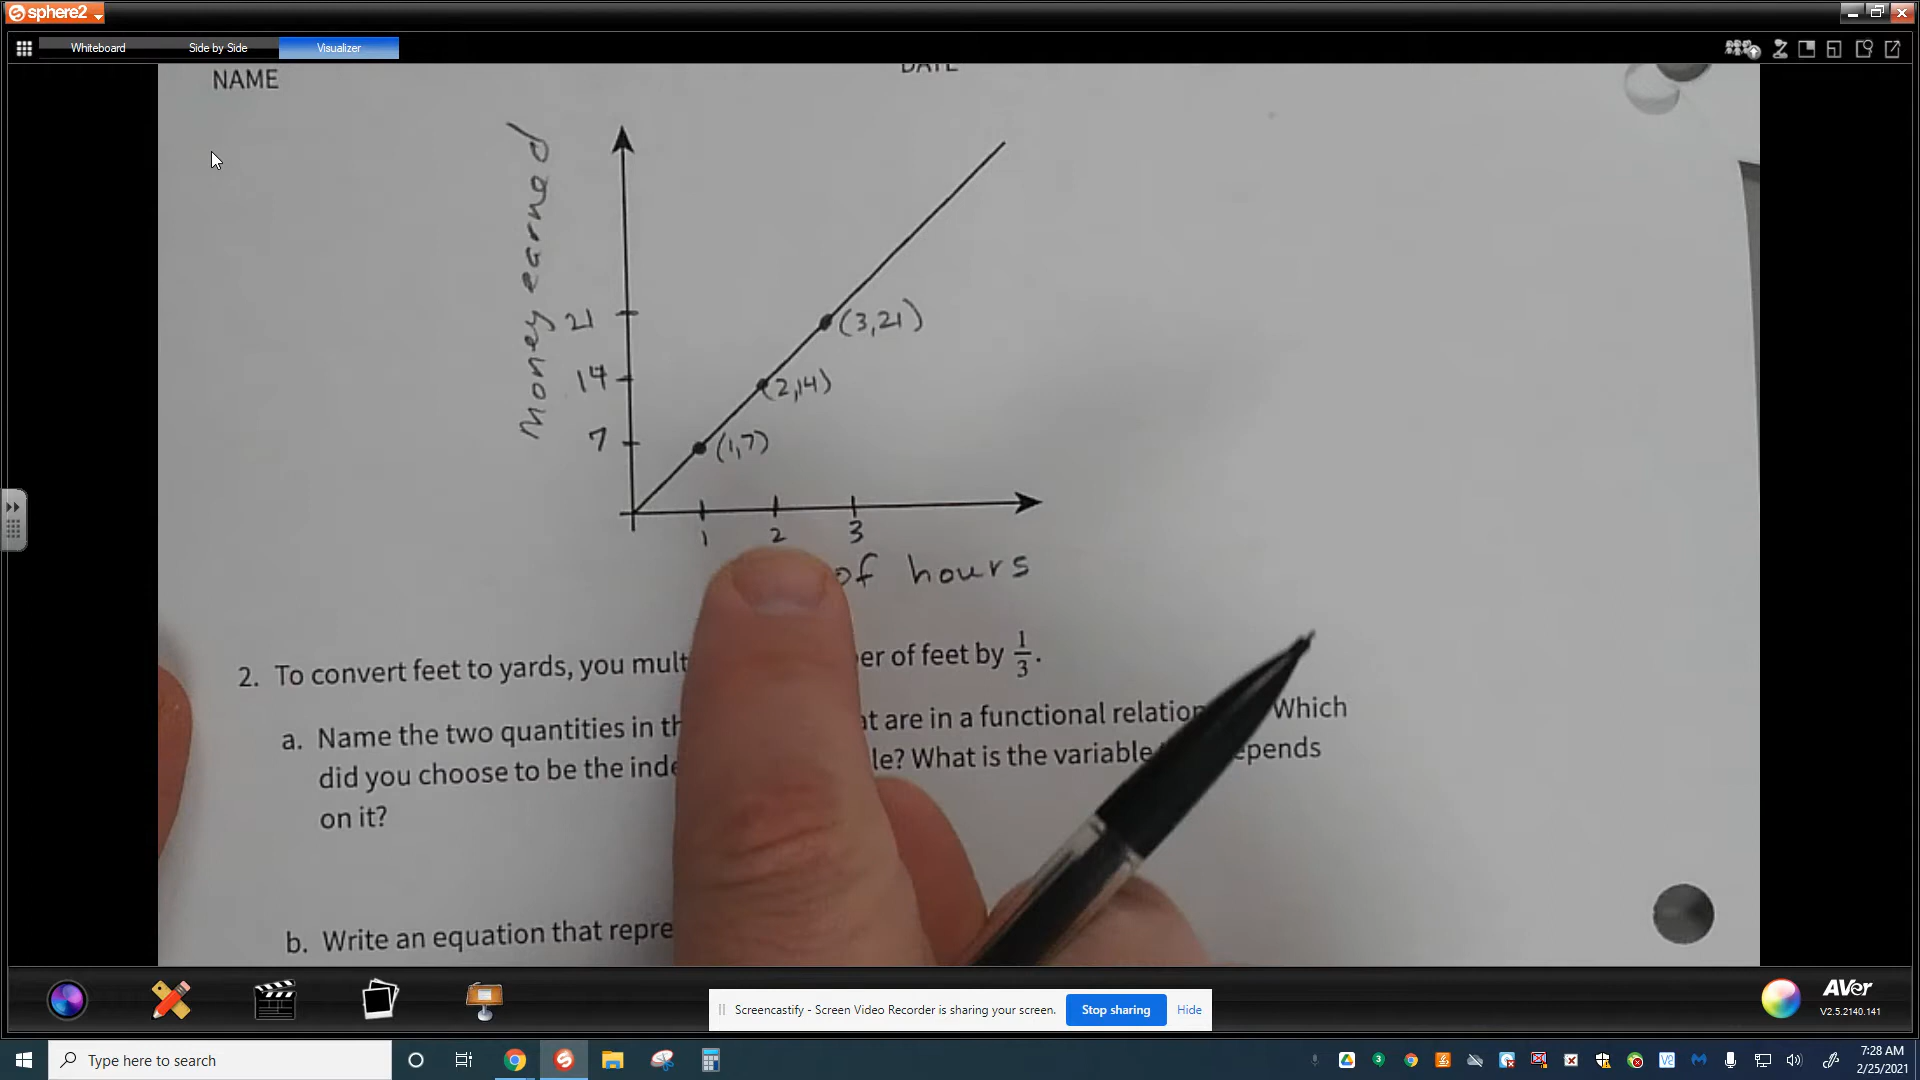 sphere2
Whiteboard
Side by Side
Visualizer
NAME
DATE
Money earned
21
14
7
(3,21)
(2,14)
(1,7)
1 2 3
of hours
2. To convert feet to yards, you mult er of feet by 1/3.
a. Name the two quantities in th at are in a functional relation Which
did you choose to be the inde le? What is the variable epends
on it?
b. Write an equation that repre
AVer
V2.5.2140.141
Screencastify - Screen Video Recorder is sharing your screen.
Stop sharing
Hide
Type here to search
7:28 AM
2/25/2021